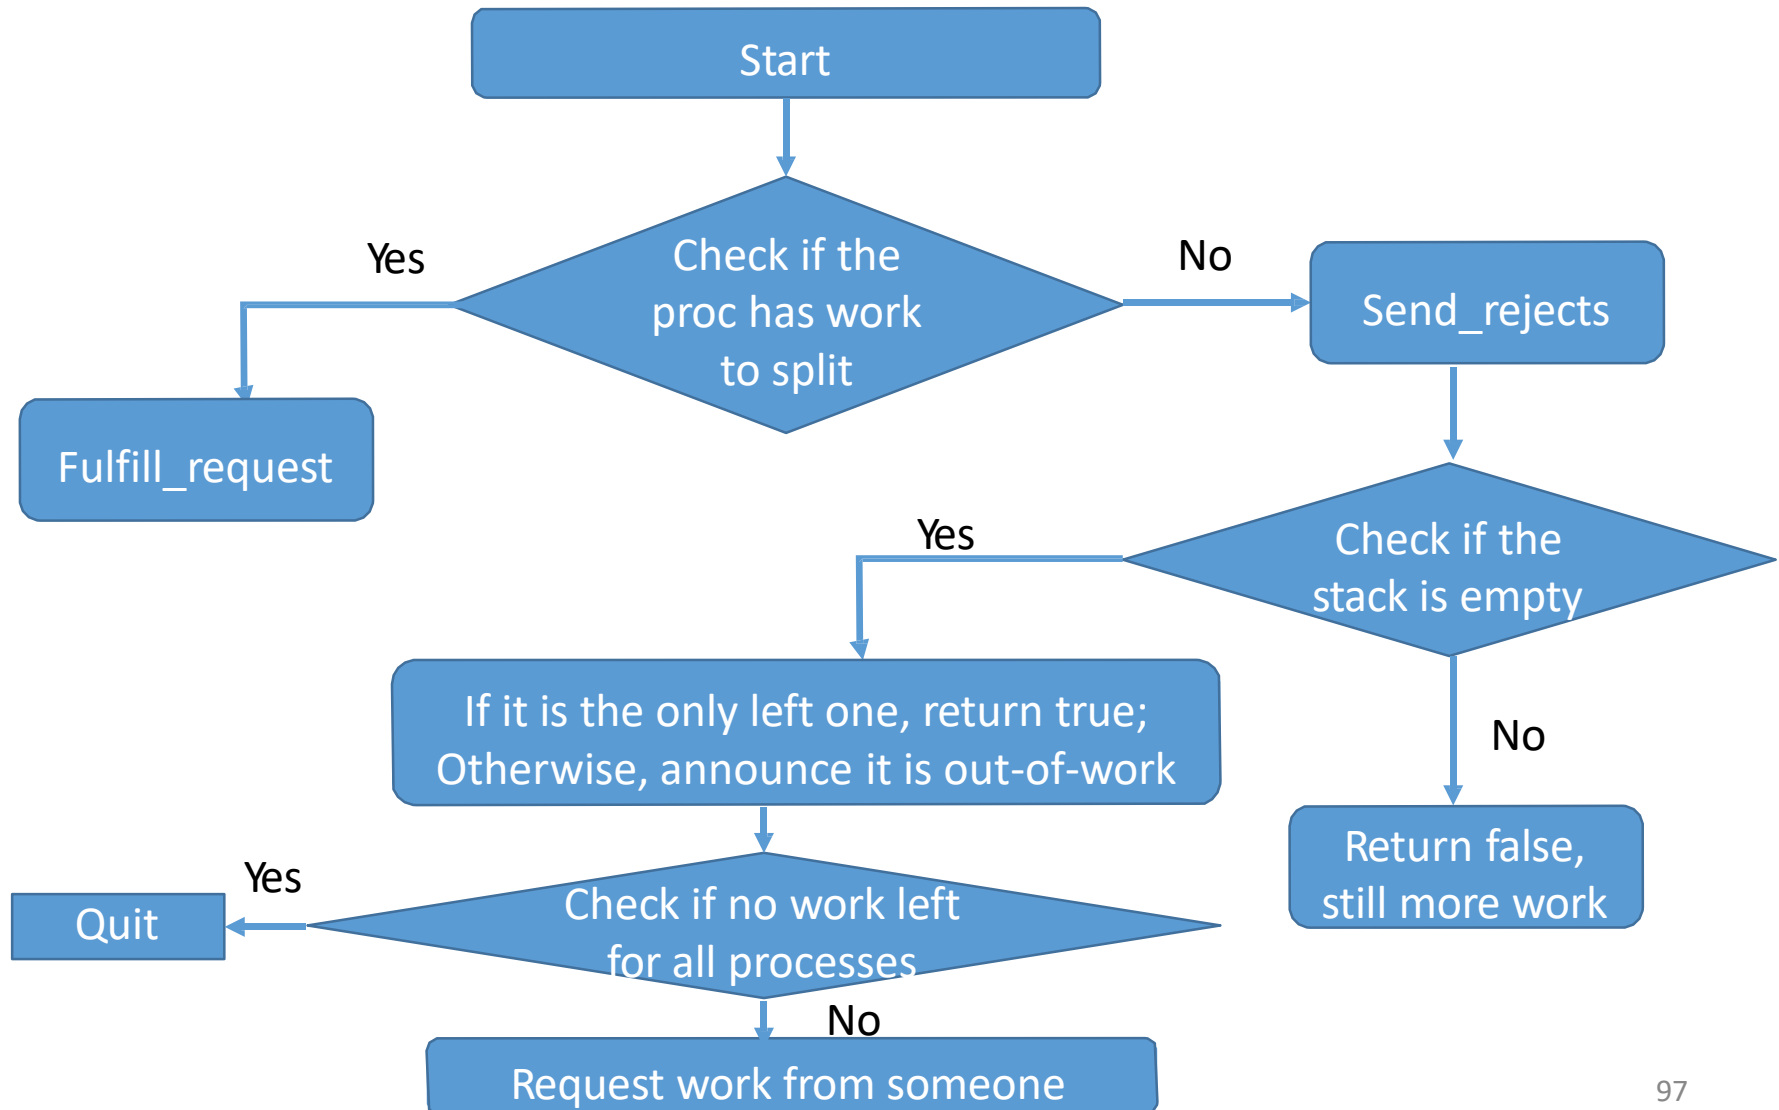 Start
Check if the
proc has work
to split
Yes
No
Send_rejects
Fulfill_request
Check if the
stack is empty
Yes
No
If it is the only left one, return true;
Otherwise, announce it is out-of-work
Return false,
still more work
Check if no work left
for all processes
Yes
Quit
No
Request work from someone
97